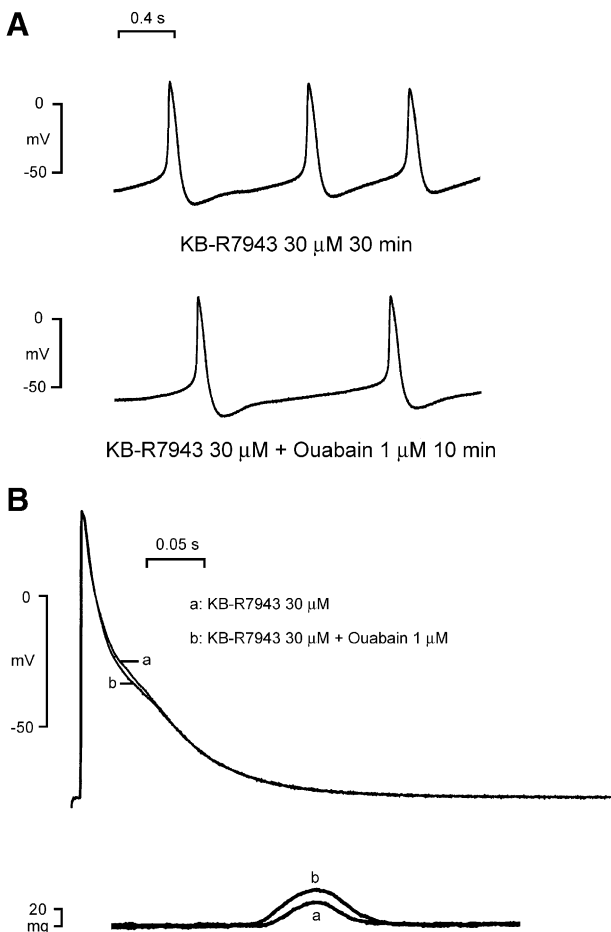 A
0.4 s
0
mV
-50
KB-R7943 30 μM 30 min
0
mV
-50
KB-R7943 30 μM + Ouabain 1 μM 10 min
B
0.05 s
0
a: KB-R7943 30 μM
b: KB-R7943 30 μM + Ouabain 1 μM
mV
a
b
-50
b
20
a
mg